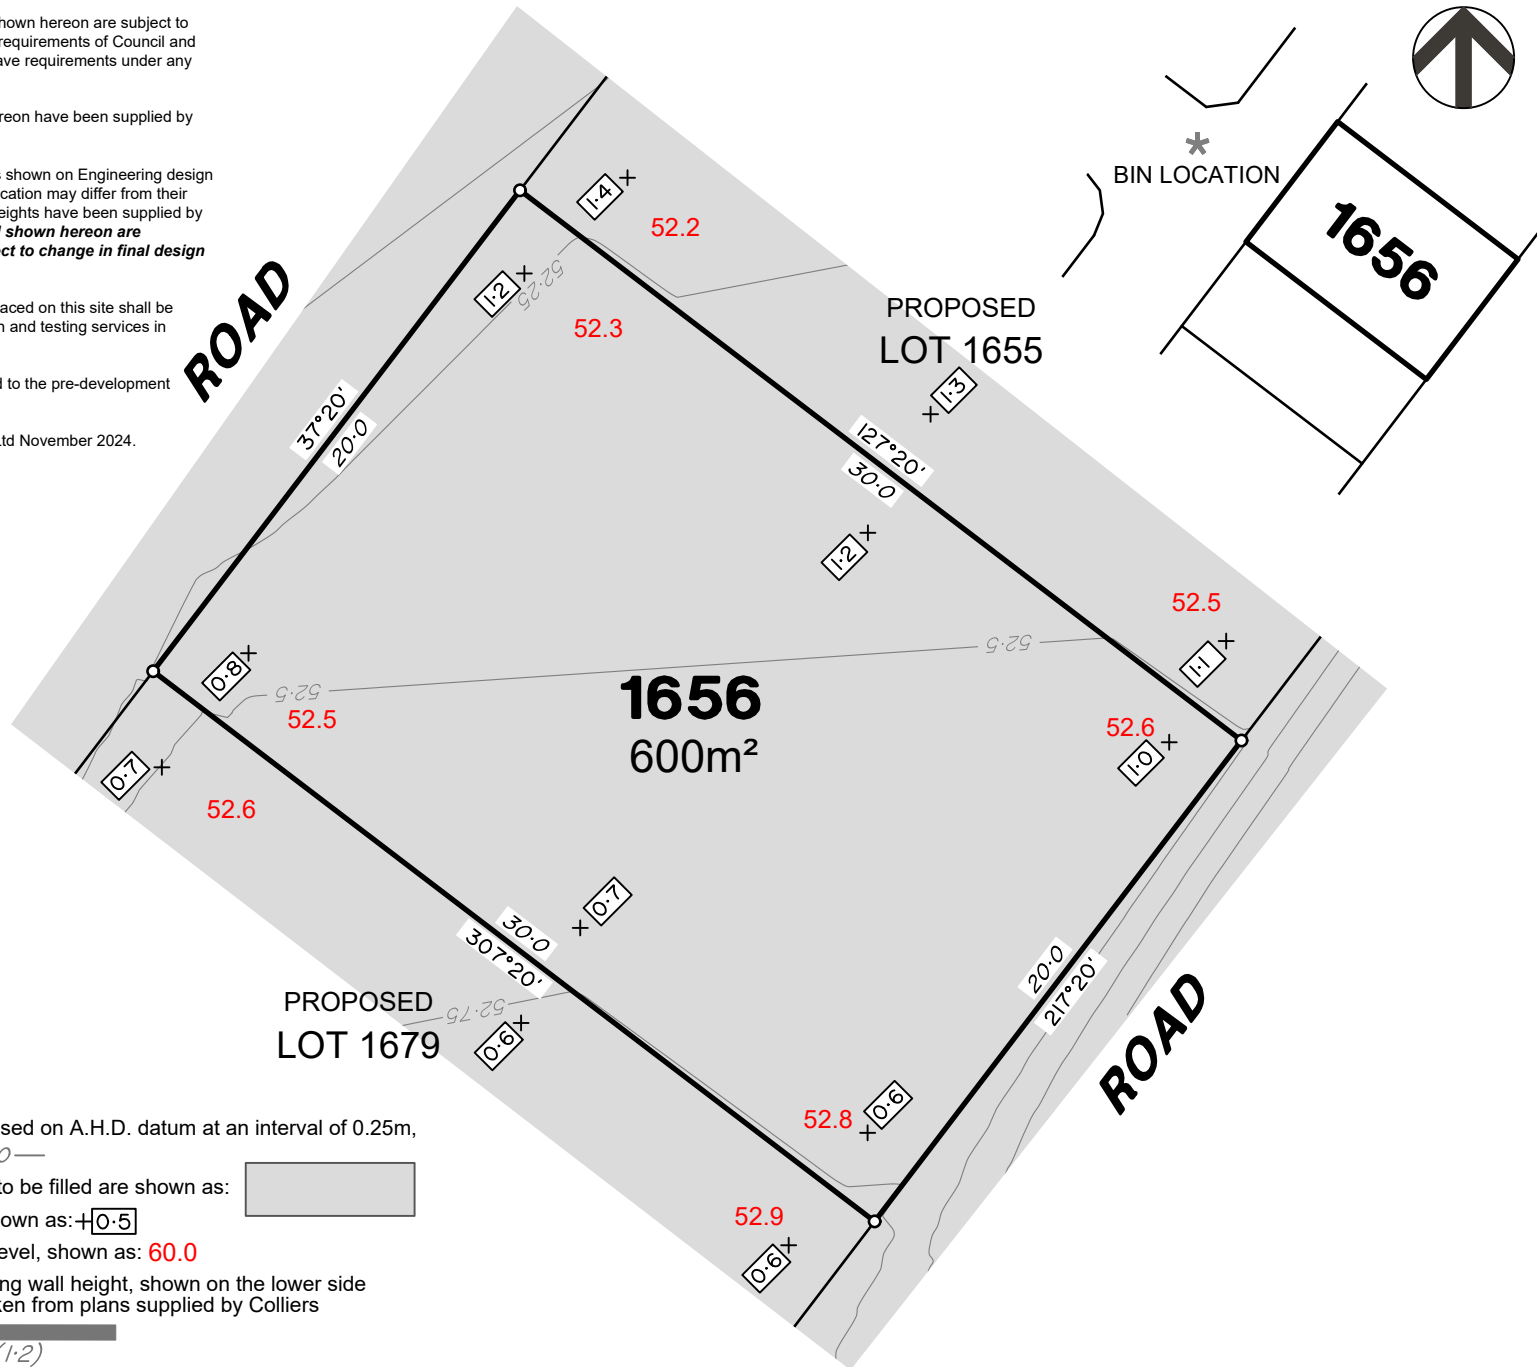 hown hereon are subject to
requirements of Council and
ave requirements under any
reon have been supplied by
s shown on Engineering design
cation may differ from their
eights have been supplied by
l shown hereon are
ct to change in final design
aced on this site shall be
n and testing services in
d to the pre-development
td November 2024.
BIN LOCATION
1656
ROAD
1·4
52.2
1·2
52·25
52.3
PROPOSED
LOT 1655
1·3
37°20'
20·0
127°20'
30·0
1·2
52.5
1·1
52·5
0·8
52·5
52.5
1656
600m²
52.6
1·0
0·7
52.6
0·7
30·0
307°20'
20·0
217°20'
ROAD
PROPOSED
LOT 1679
52·75
0·6
52.8
0·6
52.9
0·6
sed on A.H.D. datum at an interval of 0.25m,
0
to be filled are shown as:
own as: 0·5
evel, shown as: 60.0
ng wall height, shown on the lower side
ken from plans supplied by Colliers
(1·2)